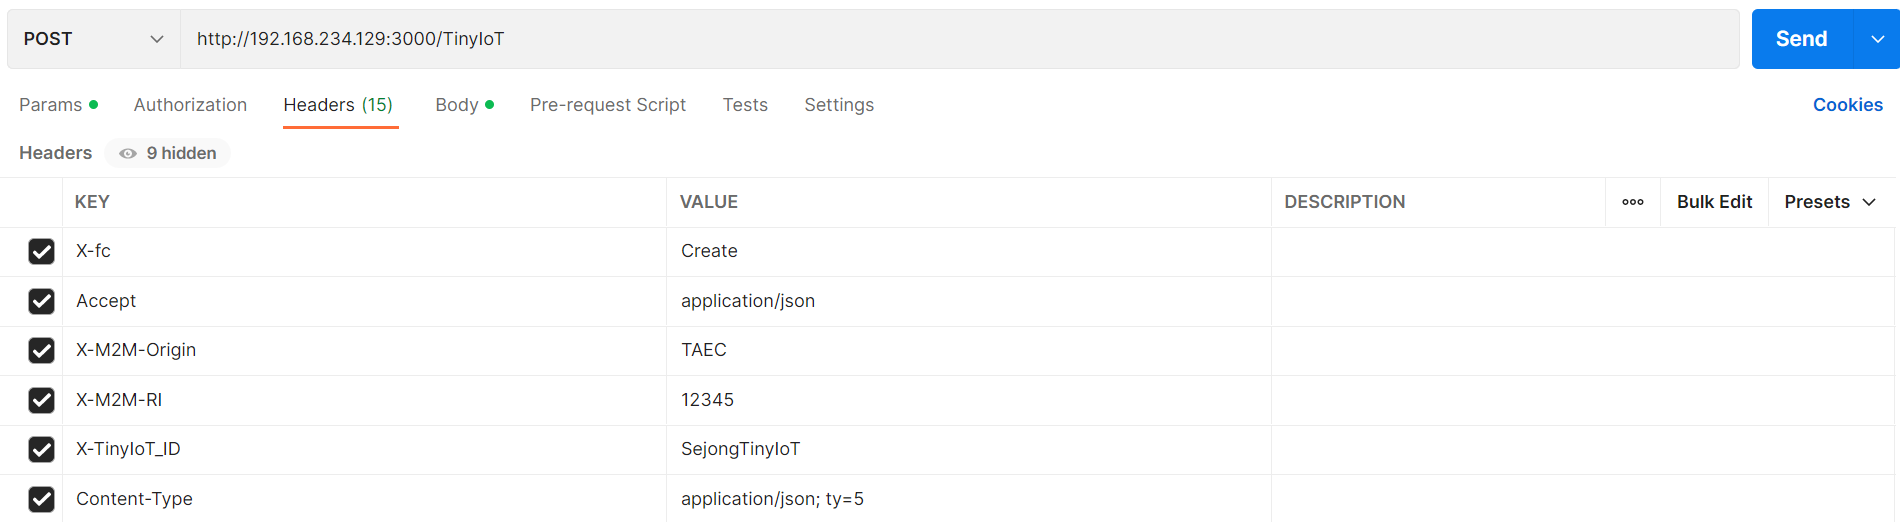 POST http://192.168.234.129:3000/TinyIoT Send
Params Authorization Headers (15) Body Pre-request Script Tests Settings Cookies
Headers 9 hidden
KEY VALUE DESCRIPTION ooo Bulk Edit Presets
X-fc Create
Accept application/json
X-M2M-Origin TAEC
X-M2M-RI 12345
X-TinyIoT_ID SejongTinyIoT
Content-Type application/json; ty=5